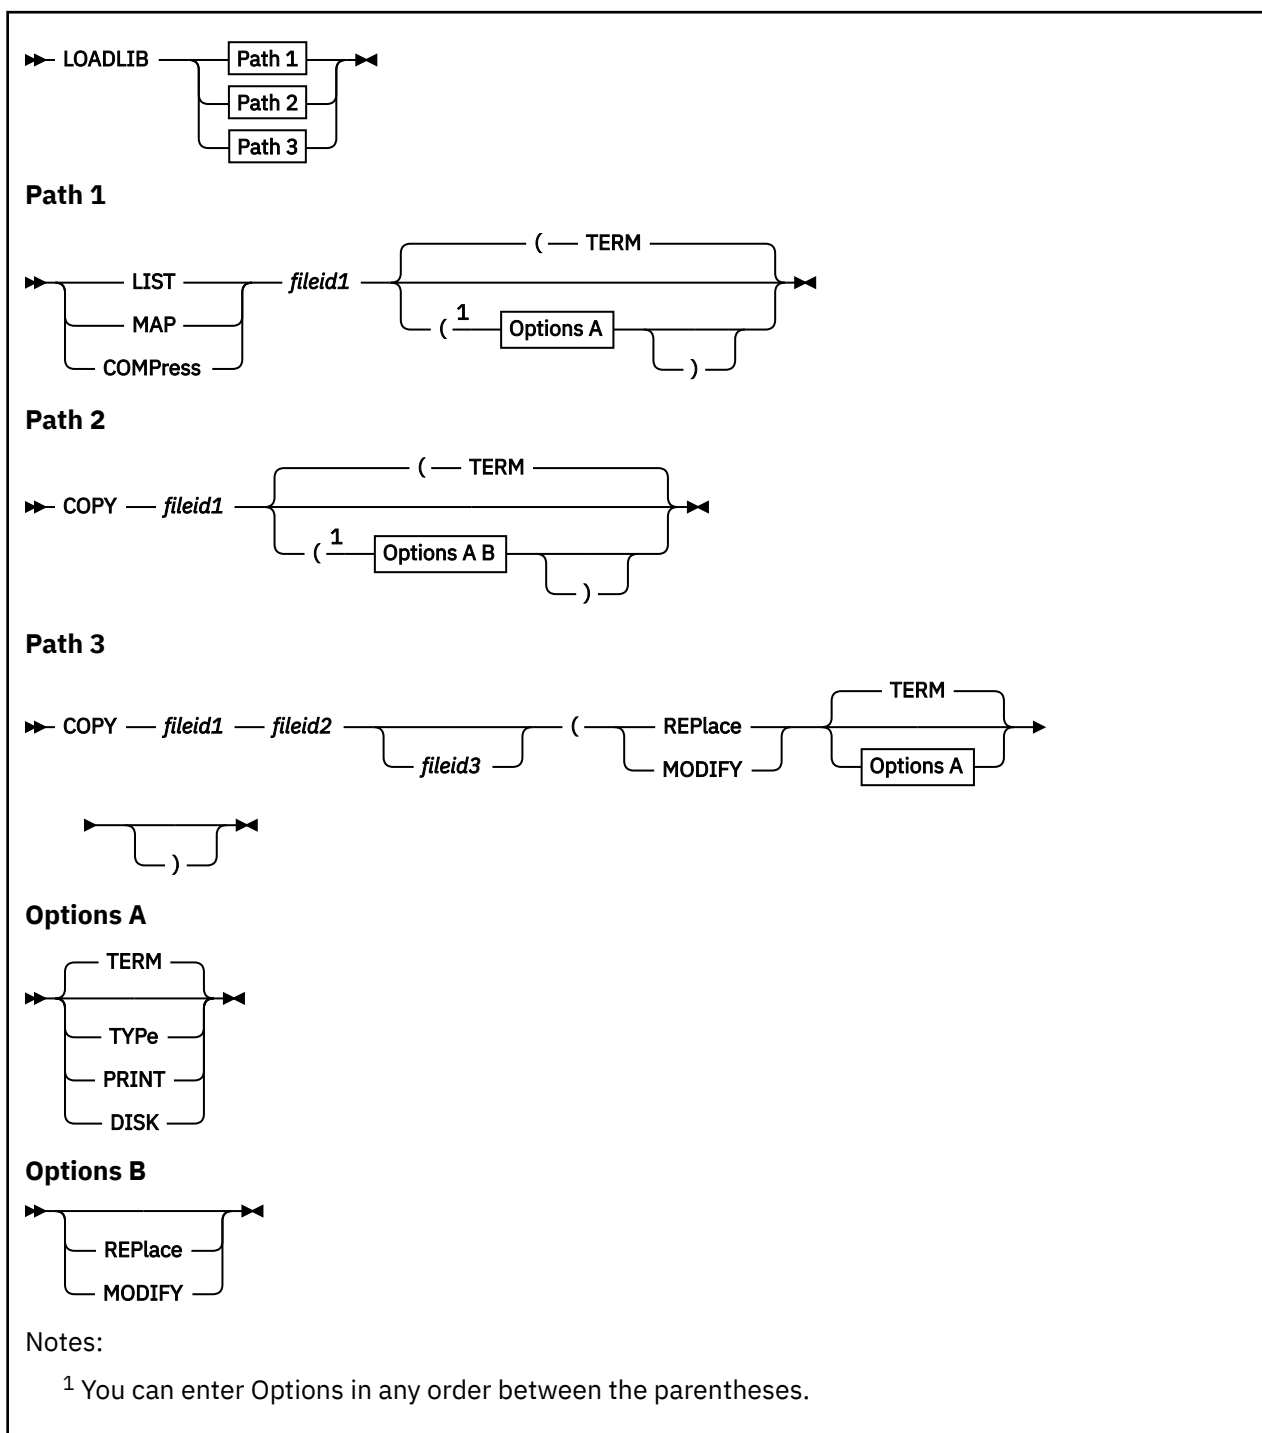 LOADLIB Path 1
Path 2
Path 3
Path 1
( TERM
LIST fileid1
MAP ( 1 Options A
COMPress )
Path 2
( TERM
COPY fileid1
( 1 Options A B
)
Path 3
TERM
COPY fileid1 fileid2 ( REPlace
fileid3 MODIFY Options A
)
Options A
TERM
TYPe
PRINT
DISK
Options B
REPlace
MODIFY
Notes:
1 You can enter Options in any order between the parentheses.